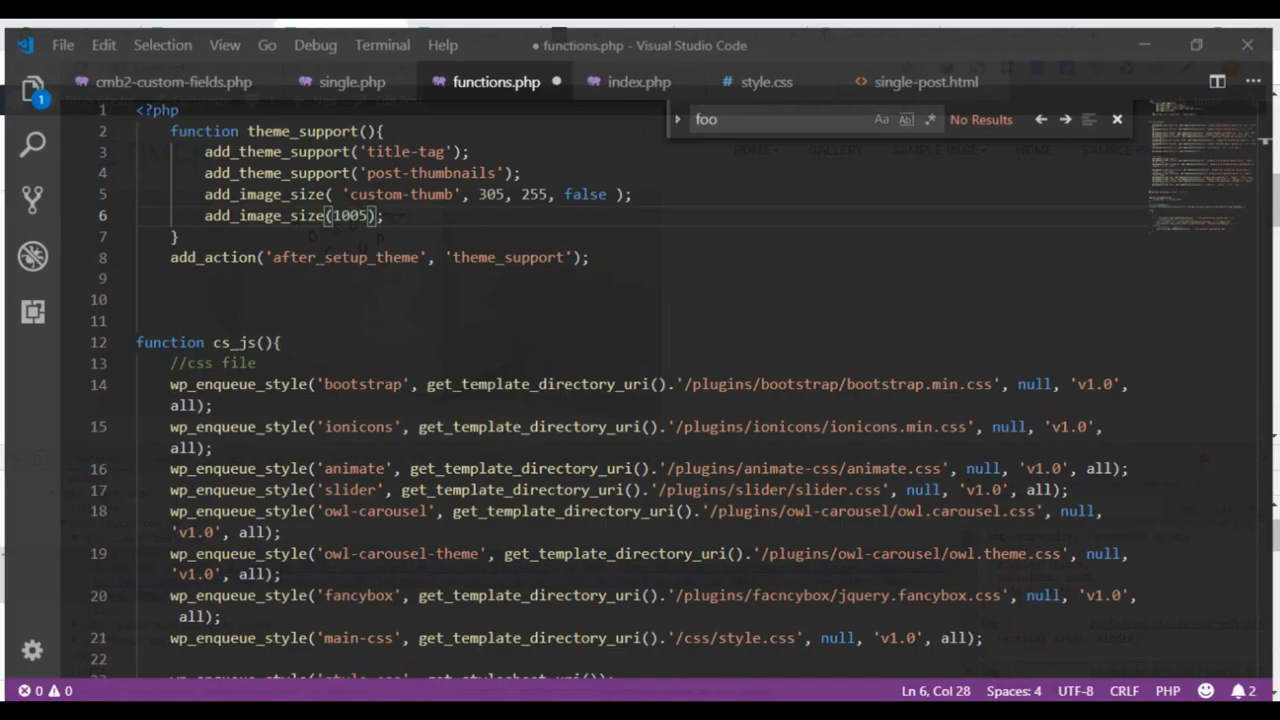 File Edit Selection View Go Debug Terminal Help ● functions.php - Visual Studio Code
cmb2-custom-fields.php single.php functions.php index.php # style.css <> single-post.html
foo Aa Abl .* No Results
1
1 <?php
2 function theme_support(){
3 add_theme_support('title-tag');
4 add_theme_support('post-thumbnails');
5 add_image_size( 'custom-thumb', 305, 255, false );
6 add_image_size(1005);
7 }
8 add_action('after_setup_theme', 'theme_support');
9
10
11
12 function cs_js(){
13 //css file
14 wp_enqueue_style('bootstrap', get_template_directory_uri().'/plugins/bootstrap/bootstrap.min.css', null, 'v1.0',
all);
15 wp_enqueue_style('ionicons', get_template_directory_uri().'/plugins/ionicons/ionicons.min.css', null, 'v1.0',
all);
16 wp_enqueue_style('animate', get_template_directory_uri().'/plugins/animate-css/animate.css', null, 'v1.0', all);
17 wp_enqueue_style('slider', get_template_directory_uri().'/plugins/slider/slider.css', null, 'v1.0', all);
18 wp_enqueue_style('owl-carousel', get_template_directory_uri().'/plugins/owl-carousel/owl.carousel.css', null,
'v1.0', all);
19 wp_enqueue_style('owl-carousel-theme', get_template_directory_uri().'/plugins/owl-carousel/owl.theme.css', null,
'v1.0', all);
20 wp_enqueue_style('fancybox', get_template_directory_uri().'/plugins/facncybox/jquery.fancybox.css', null, 'v1.0',
all);
21 wp_enqueue_style('main-css', get_template_directory_uri().'/css/style.css', null, 'v1.0', all);
22
0 0 Ln 6, Col 28 Spaces: 4 UTF-8 CRLF PHP 2